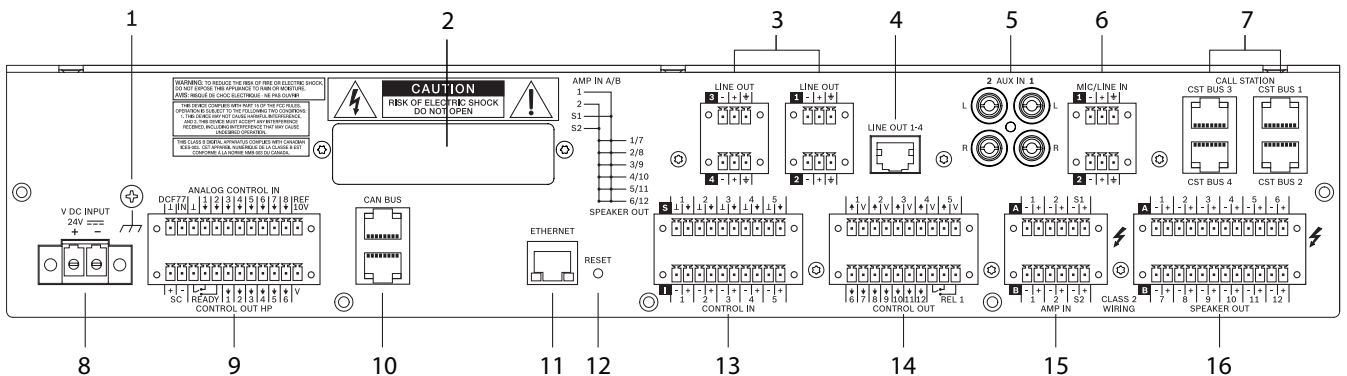 1 2 3 4 5 6 7
WARNING: TO REDUCE THE RISK OF FIRE OR ELECTRIC SHOCK,
DO NOT EXPOSE THIS APPLIANCE TO RAIN OR MOISTURE.
AVIS: RISQUE DE CHOC ELECTRIQUE - NE PAS OUVRIR
THIS DEVICE COMPLIES WITH PART 15 OF THE FCC RULES.
OPERATION IS SUBJECT TO THE FOLLOWING TWO CONDITIONS:
1. THIS DEVICE MAY NOT CAUSE HARMFUL INTERFERENCE,
AND 2. THIS DEVICE MUST ACCEPT ANY INTERFERENCE
RECEIVED, INCLUDING INTERFERENCE THAT MAY CAUSE
UNDESIRED OPERATION.
THIS CLASS B DIGITAL APPARATUS COMPLIES WITH CANADIAN
ICES-003. CET APPAREIL NUMÉRIQUE DE LA CLASSE B EST
CONFORME À LA NORME NMB-003 DU CANADA.
CAUTION
RISK OF ELECTRIC SHOCK
DO NOT OPEN
AMP IN A/B
1
2
S1
S2
1/7
2/8
3/9
4/10
5/11
6/12
SPEAKER OUT
LINE OUT
3 - +
4 - +
LINE OUT
1 - +
2 - +
LINE OUT 1-4
2 AUX IN 1
L L
R R
MIC/LINE IN
1 - +
2 - +
CALL STATION
CST BUS 3 CST BUS 1
CST BUS 4 CST BUS 2
V DC INPUT
24V
+ -
ANALOG CONTROL IN
DCF77 1 2 3 4 5 6 7 8 REF
IN 10V
+ - 1 2 3 4 5 6 V
SC READY
CONTROL OUT HP
CAN BUS
ETHERNET
RESET
1 2 3 4 5
S
I - + - + - + - + - +
1 2 3 4 5
CONTROL IN
1 2 3 4 5
V V V V V
6 7 8 9 10 11 12 REL 1
CONTROL OUT
1 2 S1
A - + - + - +
B - + - + - +
1 2 S2
AMP IN
CLASS 2
WIRING
1 2 3 4 5 6
A - + - + - + - + - + - +
B - + - + - + - + - + - +
7 8 9 10 11 12
SPEAKER OUT
8 9 10 11 12 13 14 15 16